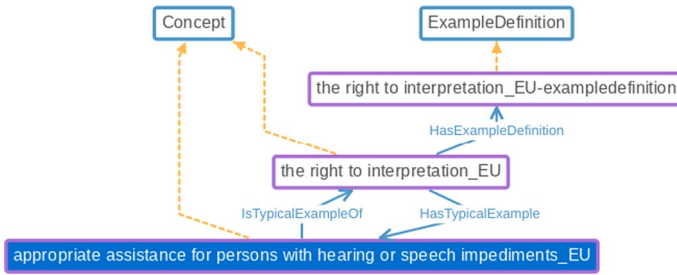 Concept
ExampleDefinition
the right to interpretation_EU-exampledefinition
HasExampleDefinition
the right to interpretation_EU
IsTypicalExampleOf
HasTypicalExample
appropriate assistance for persons with hearing or speech impediments_EU